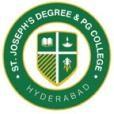 ST. JOSEPH'S DEGREE & PG COLLEGE
HYDERABAD